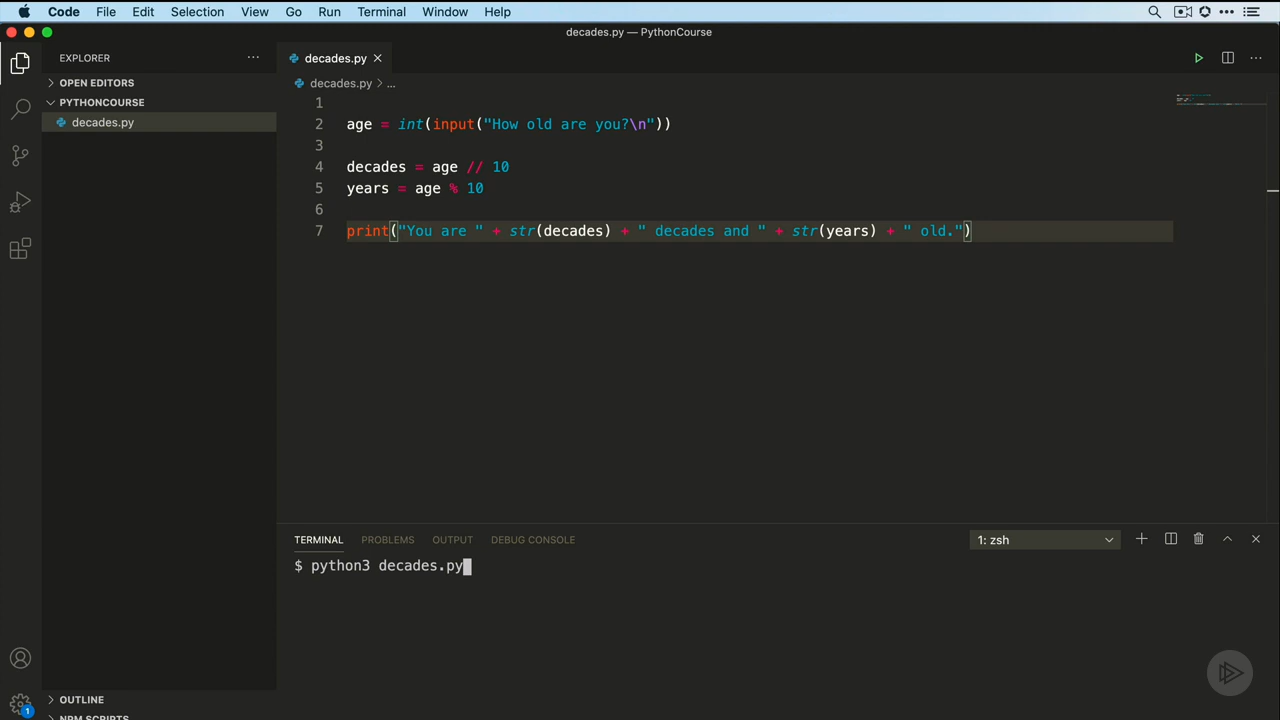 Code File Edit Selection View Go Run Terminal Window Help
decades.py — PythonCourse
EXPLORER
OPEN EDITORS
PYTHONCOURSE
decades.py
decades.py
decades.py > ...
1
2 age = int(input("How old are you?\n"))
3
4 decades = age // 10
5 years = age % 10
6
7 print("You are " + str(decades) + " decades and " + str(years) + " old.")
TERMINAL PROBLEMS OUTPUT DEBUG CONSOLE 1: zsh
$ python3 decades.py
OUTLINE
NPM SCRIPTS
1